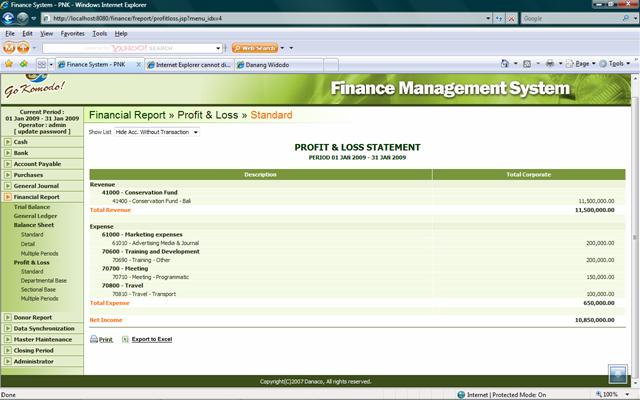 Finance System - PNK - Windows Internet Explorer
http://localhost:8080/finance/freport/profitloss.jsp?menu_idx=4
Google
File Edit View Favorites Tools Help
YAHOO! SEARCH
Web Search
Finance System - PNK
Internet Explorer cannot di...
Danang Widodo
Page
Tools
Go Komodo!
Finance Management System
Current Period :
01 Jan 2009 - 31 Jan 2009
Operator : admin
[ update password ]
Cash
Bank
Account Payable
Purchases
General Journal
Financial Report
Trial Balance
General Ledger
Balance Sheet
Standard
Detail
Multiple Periods
Profit & Loss
Standard
Departmental Base
Sectional Base
Multiple Periods
Donor Report
Data Synchronization
Master Maintenance
Closing Period
Administrator
Financial Report » Profit & Loss » Standard
Show List Hide Acc. Without Transaction
PROFIT & LOSS STATEMENT
PERIOD 01 JAN 2009 - 31 JAN 2009
Description Total Corporate
Revenue
41000 - Conservation Fund
41400 - Conservation Fund - Bali 11,500,000.00
Total Revenue 11,500,000.00
Expense
61000 - Marketing expenses
61010 - Advertising Media & Journal 200,000.00
70600 - Training and Development
70690 - Training - Other 200,000.00
70700 - Meeting
70710 - Meeting - Programmatic 150,000.00
70800 - Travel
70810 - Travel - Transport 100,000.00
Total Expense 650,000.00
Net Income 10,850,000.00
Print Export to Excel
Copyright(C)2007 Danaco, All rights reserved.
Done
Internet | Protected Mode: On
100%